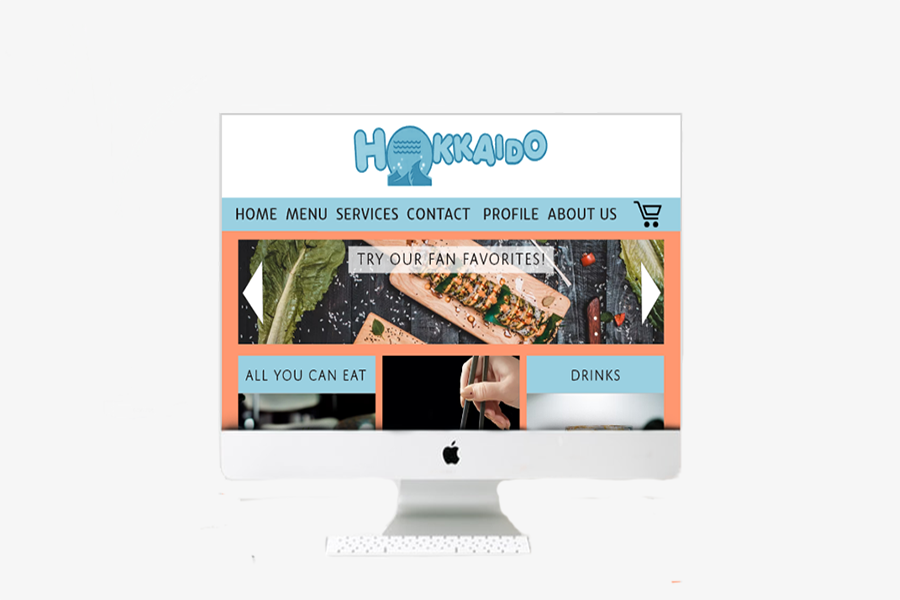 HOKKAIDO
HOME MENU SERVICES CONTACT PROFILE ABOUT US
TRY OUR FAN FAVORITES!
ALL YOU CAN EAT
DRINKS